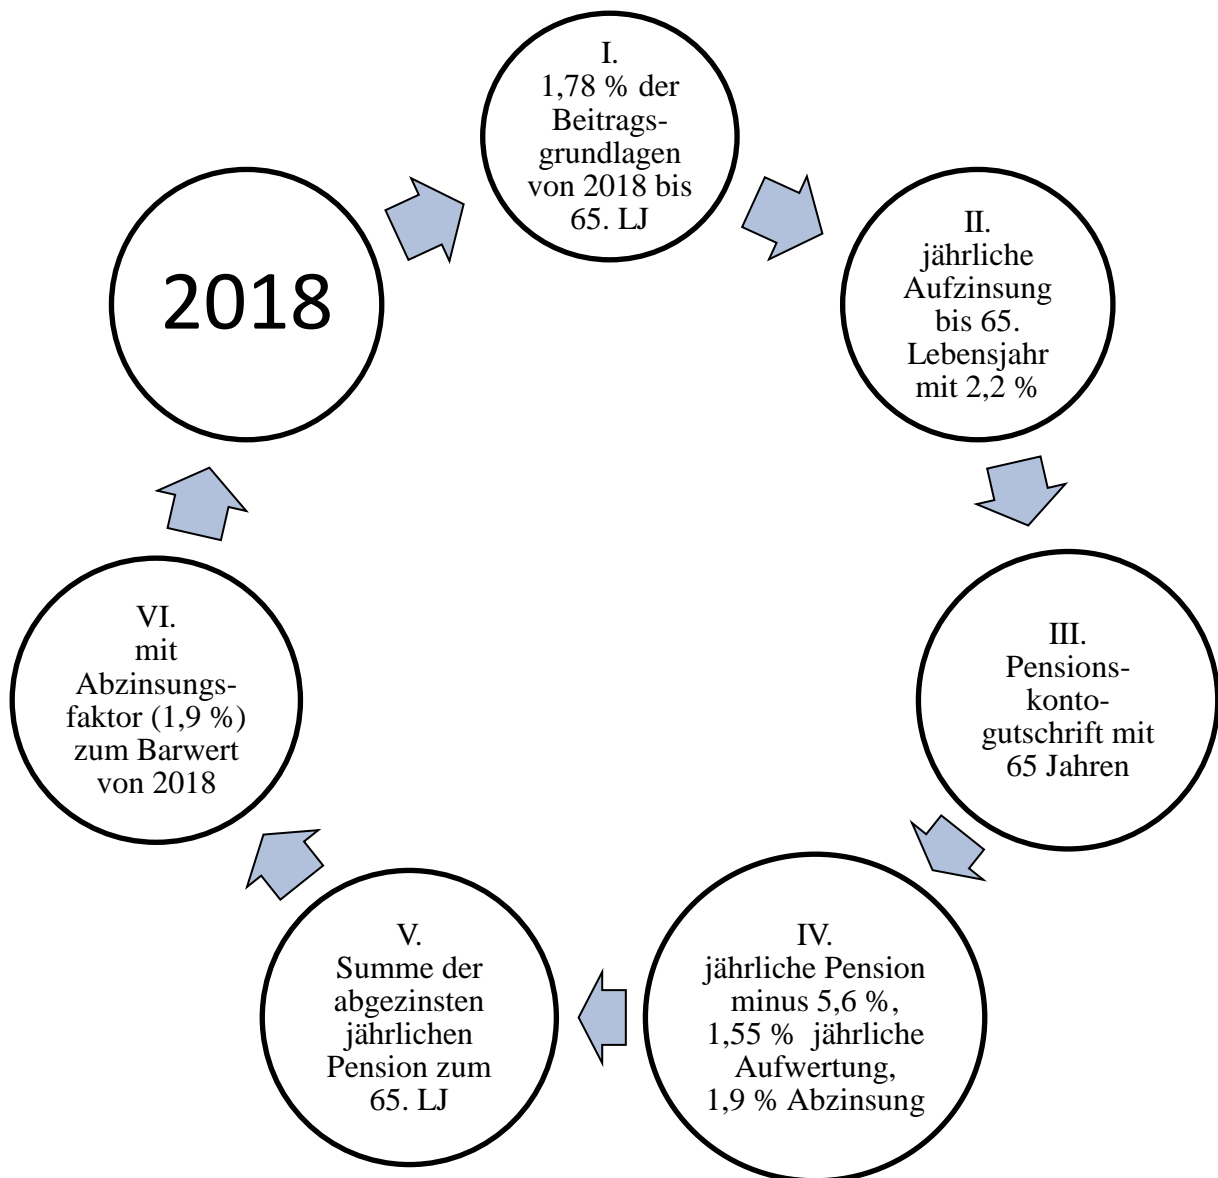 2018
I.
1,78 % der
Beitrags-
grundlagen
von 2018 bis
65. LJ
II.
jährliche
Aufzinsung
bis 65.
Lebensjahr
mit 2,2 %
III.
Pensions-
konto-
gutschrift mit
65 Jahren
IV.
jährliche Pension
minus 5,6 %,
1,55 % jährliche
Aufwertung,
1,9 % Abzinsung
V.
Summe der
abgezinsten
jährlichen
Pension zum
65. LJ
VI.
mit
Abzinsungs-
faktor (1,9 %)
zum Barwert
von 2018